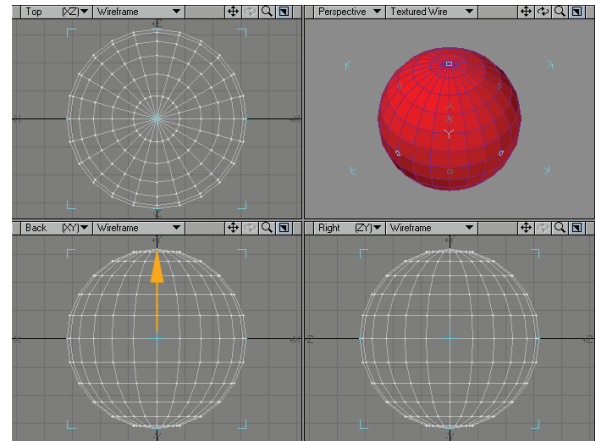 Top (XZ) Wireframe
Perspective Textured Wire
Y
Back (XY) Wireframe
Right (ZY) Wireframe